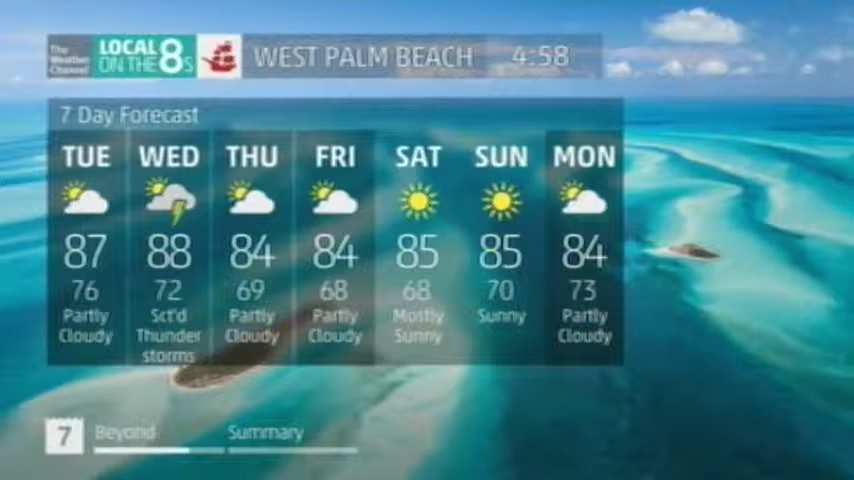 The Weather Channel
LOCAL ON THE 8s
WEST PALM BEACH 4:58
7 Day Forecast
TUE WED THU FRI SAT SUN MON
87 88 84 84 85 85 84
76 72 69 68 68 70 73
Partly Cloudy
Sct'd Thunder storms
Partly Cloudy
Partly Cloudy
Mostly Sunny
Sunny
Partly Cloudy
7 Beyond Summary